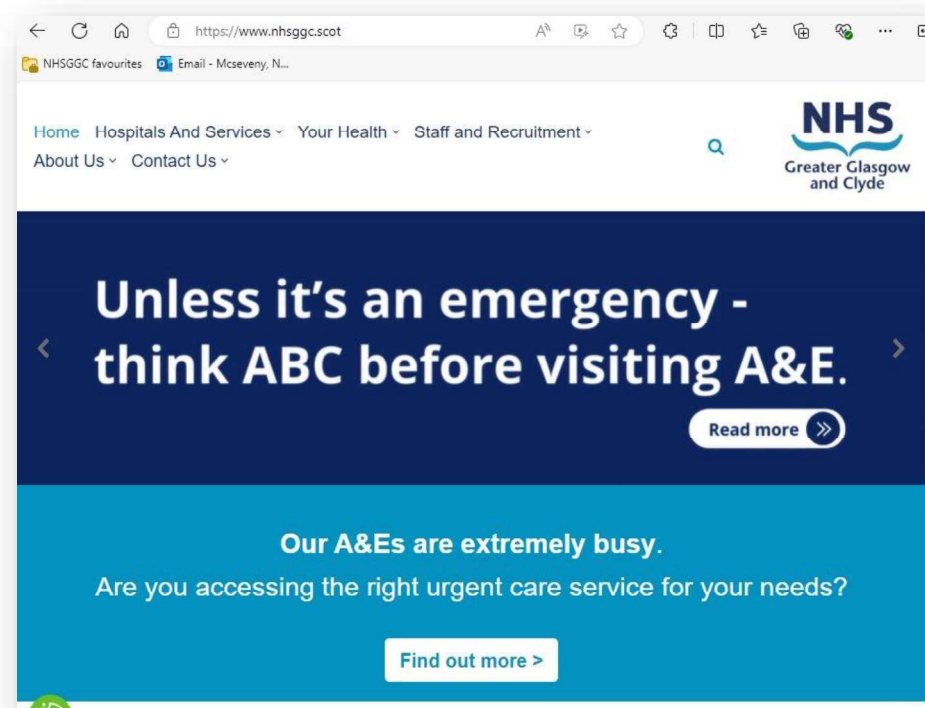 https://www.nhsggc.scot
NHSGGC favourites Email - Mcseveny, N...
Home Hospitals And Services Your Health Staff and Recruitment
About Us Contact Us
NHS
Greater Glasgow
and Clyde
Unless it's an emergency -
think ABC before visiting A&E.
Read more
Our A&Es are extremely busy.
Are you accessing the right urgent care service for your needs?
Find out more >